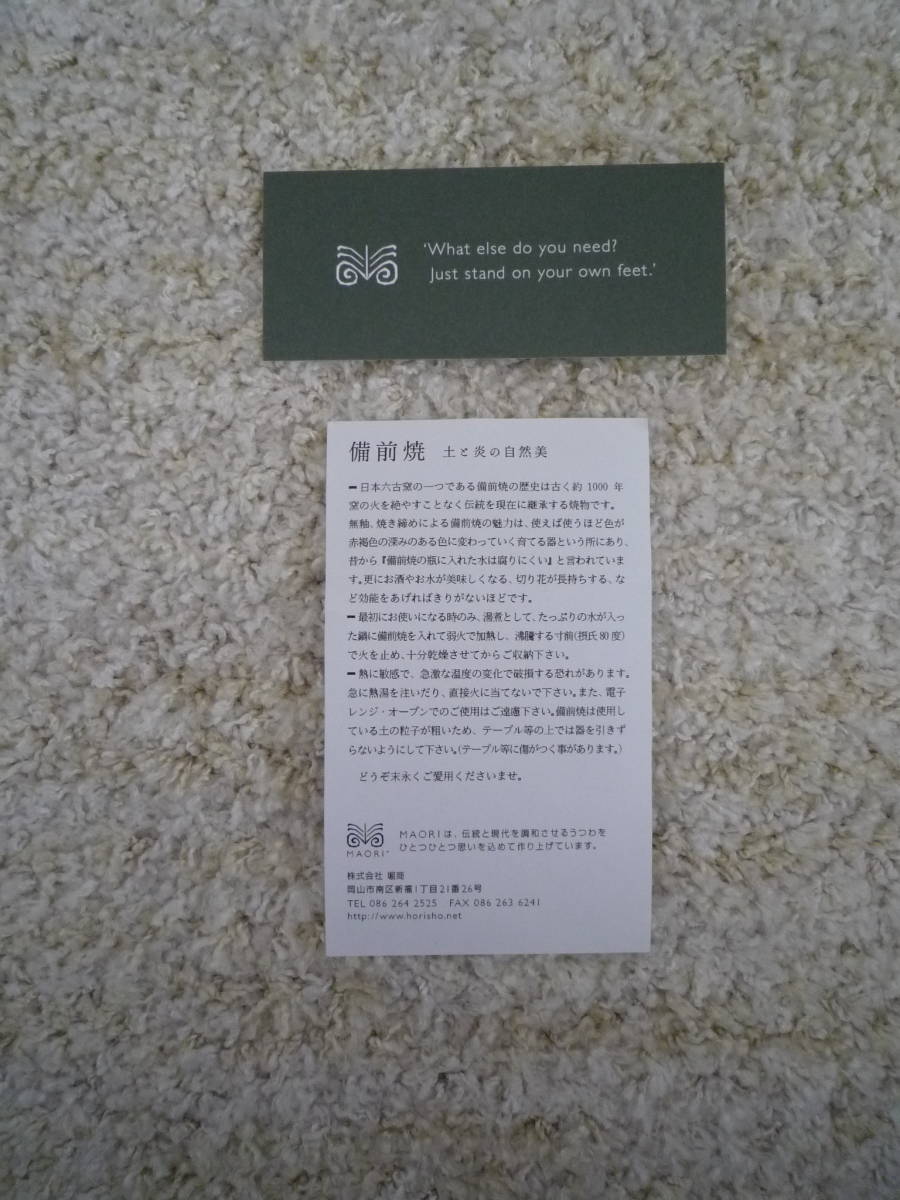 ‘What else do you need?
Just stand on your own feet.’
備前焼 土と炎の自然美
ー日本六古窯の一つである備前焼の歴史は古く約 1000 年
窯の火を絶やすことなく伝統を現在に継承する焼物です。
無釉、焼き締めによる備前焼の魅力は、使えば使うほど色が
赤褐色の深みのある色に変わっていく育てる器という所にあり、
昔から『備前焼の瓶に入れた水は腐りにくい』と言われていま
す。更にお酒やお水が美味しくなる、切り花が長持ちする、な
ど効能をあげればきりがないほどです。
ー最初にお使いになる時のみ、湯煮として、たっぷりの水が入っ
た鍋に備前焼を入れて弱火で加熱し、沸騰する寸前(摂氏 80 度)
で火を止め、十分乾燥させてからご収納下さい。
ー熱に敏感で、急激な温度の変化で破損する恐れがあります。
急に熱湯を注いだり、直接火に当てないで下さい。また、電子
レンジ・オーブンでのご使用はご遠慮下さい。備前焼は使用し
ている土の粒子が粗いため、テーブル等の上では器を引きず
らないようにして下さい。(テーブル等に傷がつく事があります。)
どうぞ末永くご愛用くださいませ。
MAORIは、伝統と現代を調和させるうつわを
ひとつひとつ思いを込めて作り上げています。
MAORI
株式会社 堀商
岡山市南区新福1丁目21番26号
TEL 086 264 2525 FAX 086 263 6241
http://www.horisho.net